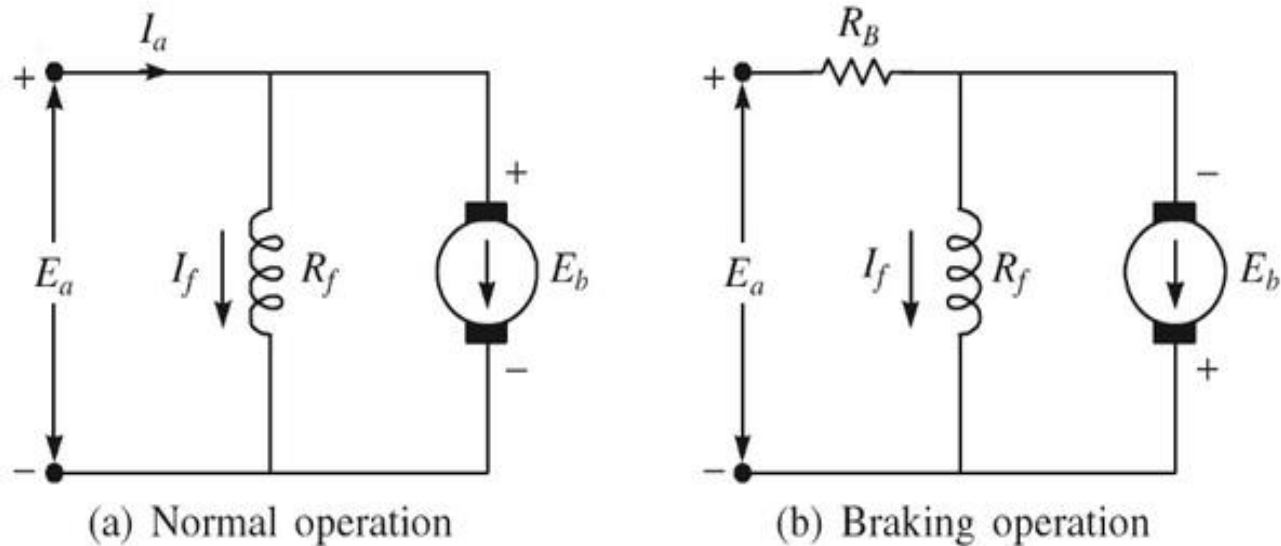 I_a
+
E_a
I_f
R_f
+
E_b
−
−
(a) Normal operation
R_B
+
E_a
I_f
R_f
−
E_b
+
−
(b) Braking operation